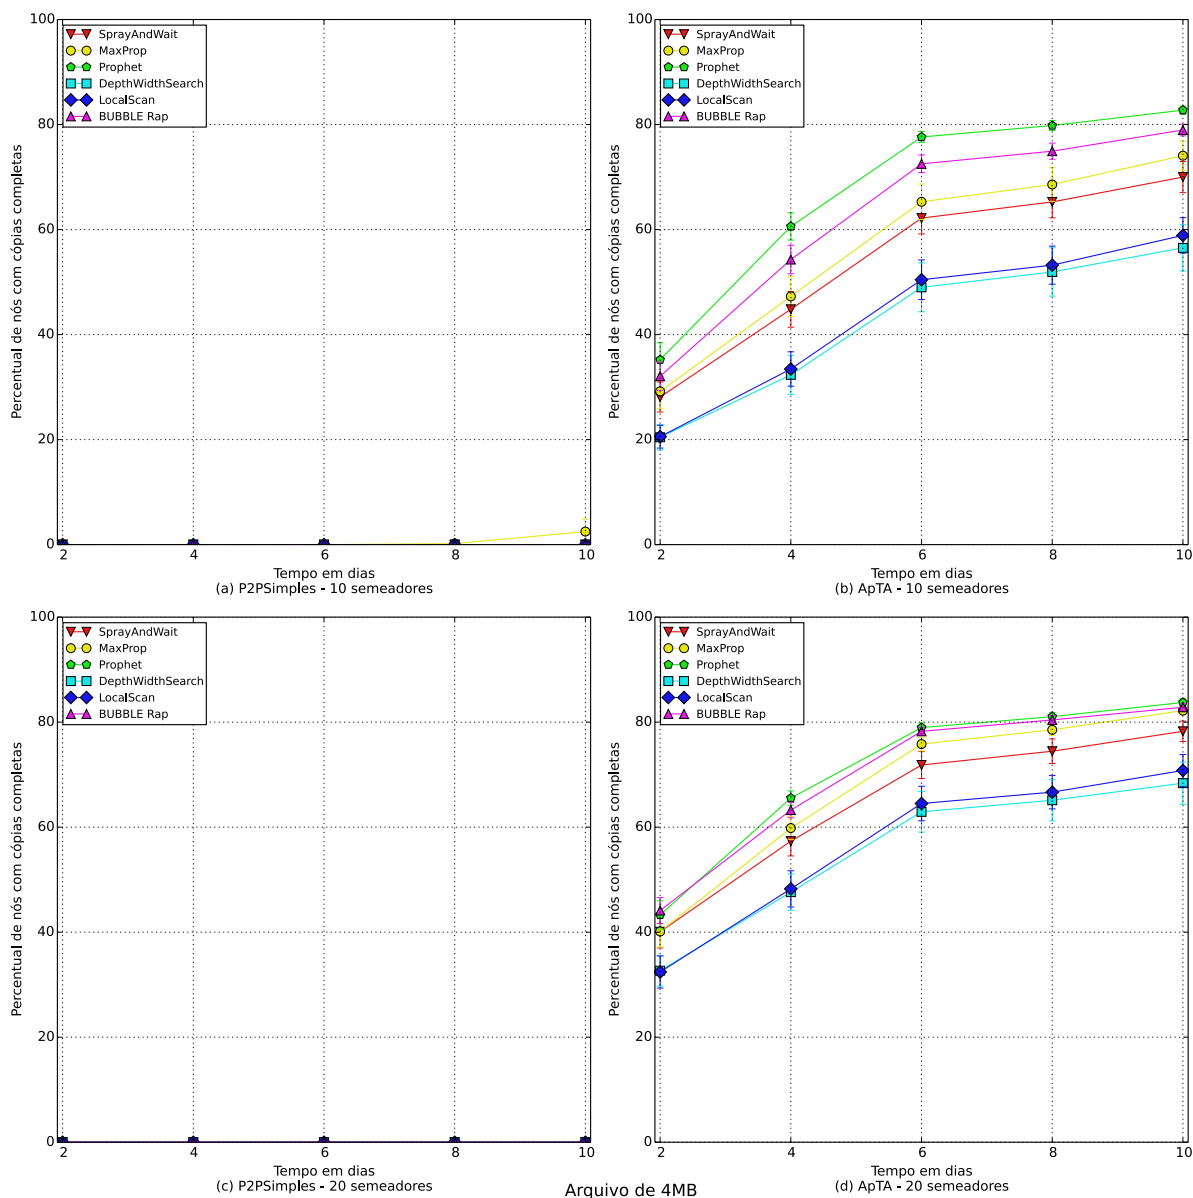 Percentual de nós com cópias completas
100
80
60
40
20
0
SprayAndWait
MaxProp
Prophet
DepthWidthSearch
LocalScan
BUBBLE Rap
2 4 6 8 10
Tempo em dias
(a) P2PSimples - 10 semeadores
Percentual de nós com cópias completas
100
80
60
40
20
0
SprayAndWait
MaxProp
Prophet
DepthWidthSearch
LocalScan
BUBBLE Rap
2 4 6 8 10
Tempo em dias
(b) ApTA - 10 semeadores
Percentual de nós com cópias completas
100
80
60
40
20
0
SprayAndWait
MaxProp
Prophet
DepthWidthSearch
LocalScan
BUBBLE Rap
2 4 6 8 10
Tempo em dias
(c) P2PSimples - 20 semeadores
Percentual de nós com cópias completas
100
80
60
40
20
0
SprayAndWait
MaxProp
Prophet
DepthWidthSearch
LocalScan
BUBBLE Rap
2 4 6 8 10
Tempo em dias
(d) ApTA - 20 semeadores
Arquivo de 4MB